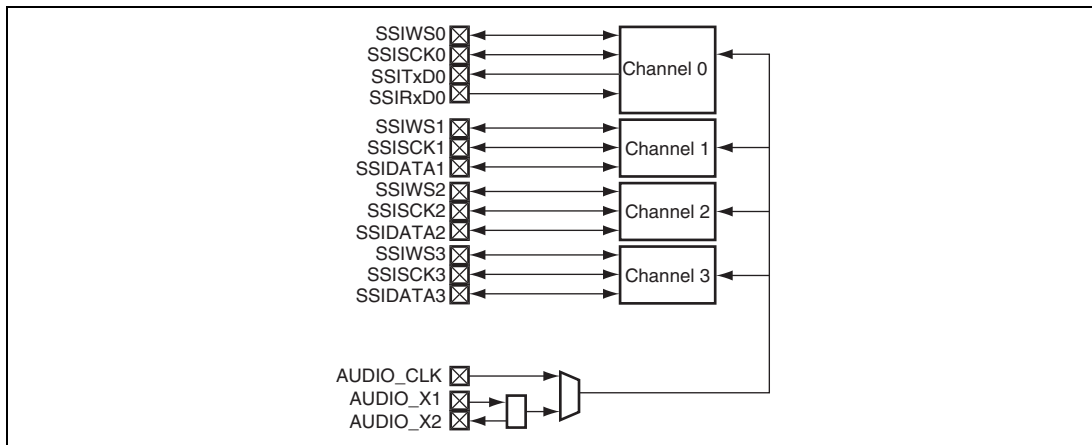 SSIWS0
SSISCK0
SSITxD0
SSIRxD0
Channel 0
SSIWS1
SSISCK1
SSIDATA1
Channel 1
SSIWS2
SSISCK2
SSIDATA2
Channel 2
SSIWS3
SSISCK3
SSIDATA3
Channel 3
AUDIO_CLK
AUDIO_X1
AUDIO_X2